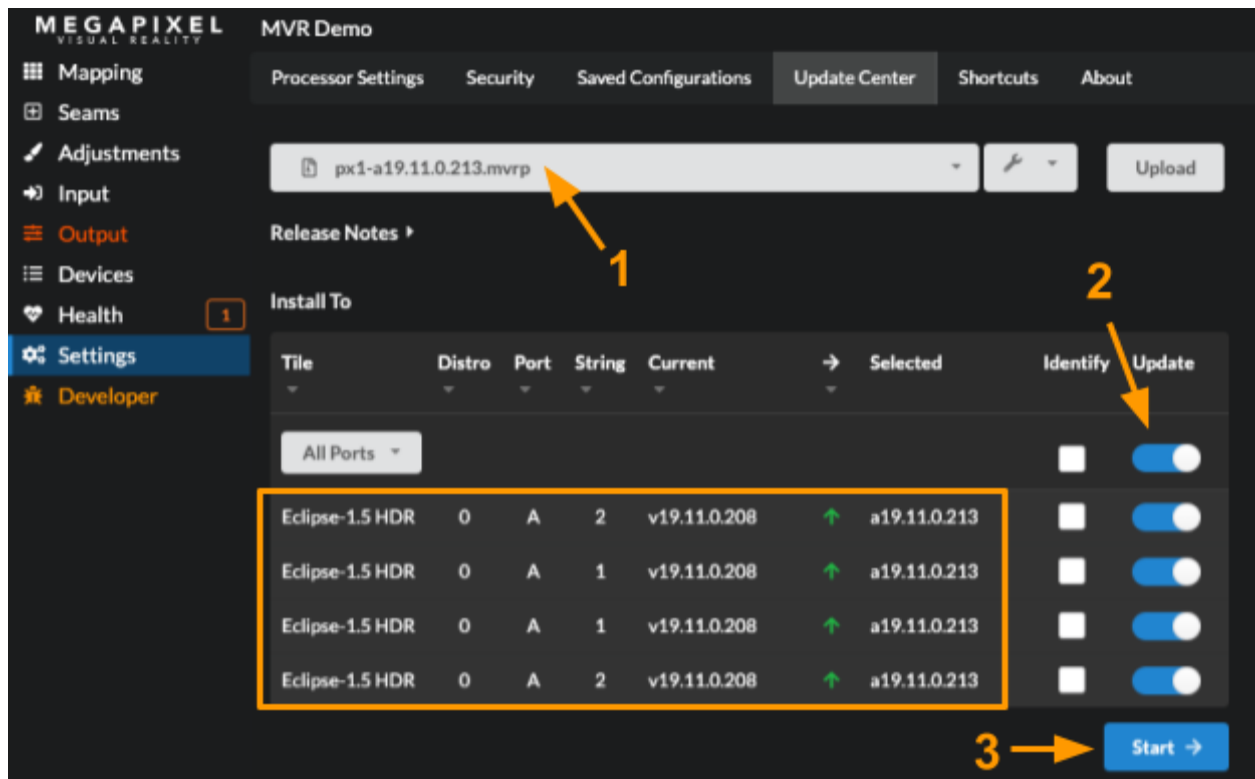 MEGAPIXEL
VISUAL REALITY
MVR Demo
Mapping
Seams
Adjustments
Input
Output
Devices
Health 1
Settings
Developer
Processor Settings Security Saved Configurations Update Center Shortcuts About
px1-a19.11.0.213.mvrp Upload
Release Notes
1
2
Install To
Tile Distro Port String Current → Selected Identify Update
All Ports
Eclipse-1.5 HDR 0 A 2 v19.11.0.208 ↑ a19.11.0.213
Eclipse-1.5 HDR 0 A 1 v19.11.0.208 ↑ a19.11.0.213
Eclipse-1.5 HDR 0 A 1 v19.11.0.208 ↑ a19.11.0.213
Eclipse-1.5 HDR 0 A 2 v19.11.0.208 ↑ a19.11.0.213
3 Start →